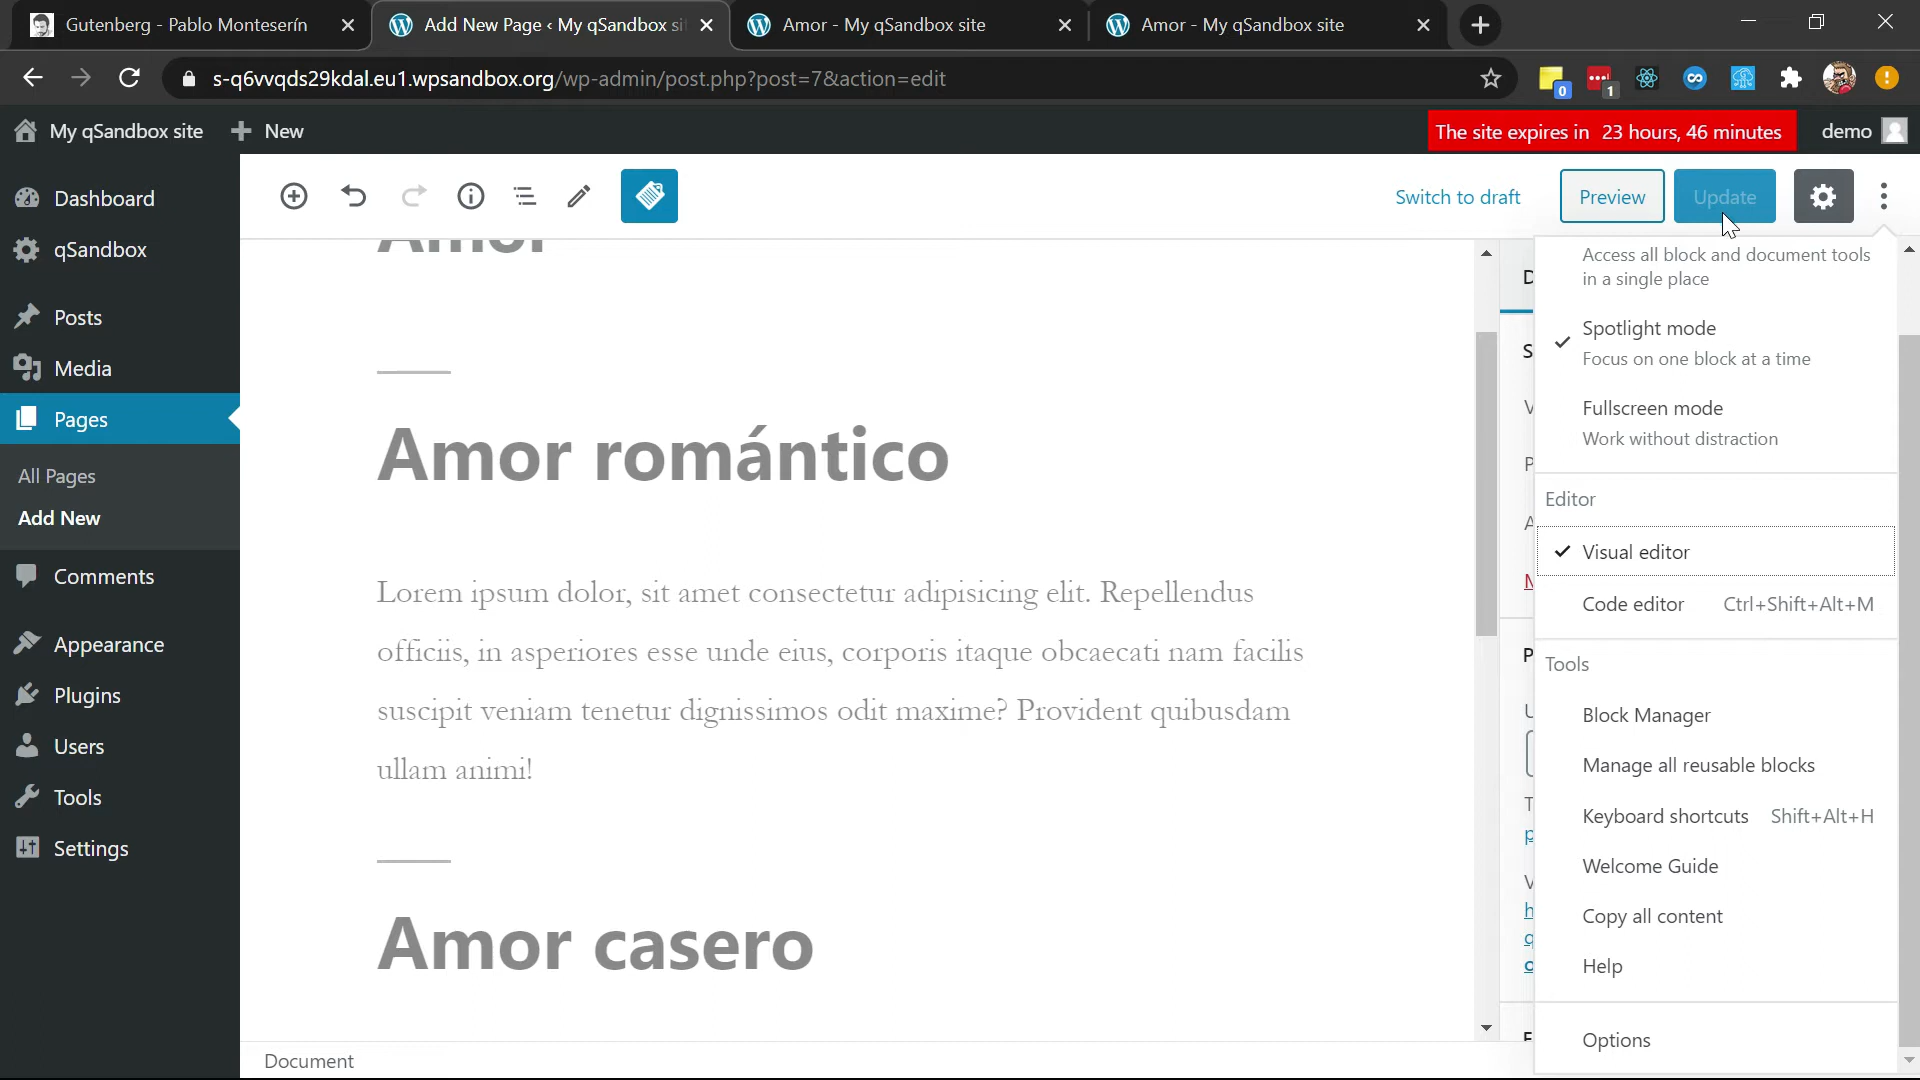 Gutenberg - Pablo Monteserín
Add New Page ‹ My qSandbox si
Amor - My qSandbox site
Amor - My qSandbox site
s-q6vvqds29kdal.eu1.wpsandbox.org/wp-admin/post.php?post=7&action=edit
0
1
My qSandbox site
New
The site expires in 23 hours, 46 minutes
demo
Dashboard
qSandbox
Posts
Media
Pages
All Pages
Add New
Comments
Appearance
Plugins
Users
Tools
Settings
Switch to draft
Preview
Update
Amor
Amor romántico
Lorem ipsum dolor, sit amet consectetur adipisicing elit. Repellendus
officiis, in asperiores esse unde eius, corporis itaque obcaecati nam facilis
suscipit veniam tenetur dignissimos odit maxime? Provident quibusdam
ullam animi!
Amor casero
Document
Access all block and document tools
in a single place
Spotlight mode
Focus on one block at a time
Fullscreen mode
Work without distraction
Editor
Visual editor
Code editor Ctrl+Shift+Alt+M
Tools
Block Manager
Manage all reusable blocks
Keyboard shortcuts Shift+Alt+H
Welcome Guide
Copy all content
Help
Options